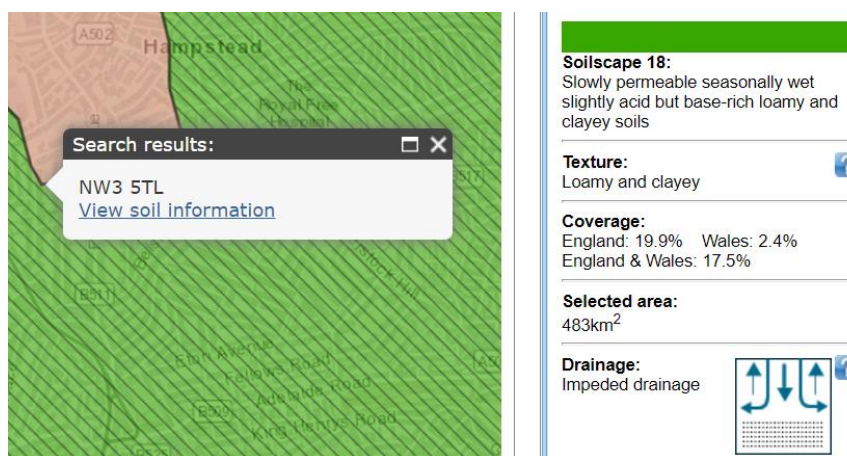 A502
Hampstead
The
Royal Free
Hospital
Search results:
NW3 5TL
View soil information
B511
Eton Avenue
Fellows Road
Adelaide Road
B509
King Henrys Road
Soilscape 18:
Slowly permeable seasonally wet
slightly acid but base-rich loamy and
clayey soils
Texture:
Loamy and clayey
Coverage:
England: 19.9% Wales: 2.4%
England & Wales: 17.5%
Selected area:
483km2
Drainage:
Impeded drainage